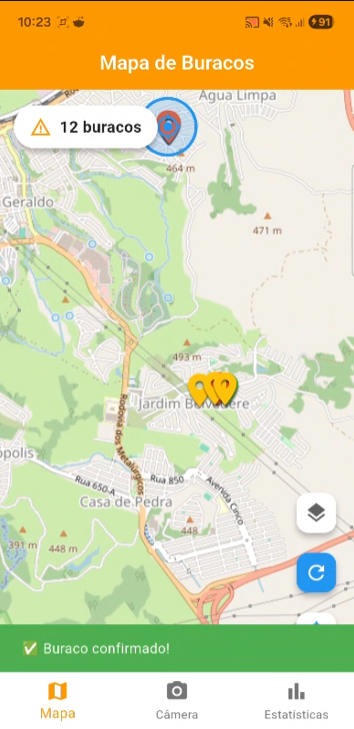 10:23
91
Mapa de Buracos
Agua Limpa
12 buracos
464 m
Geraldo
471 m
493 m
Jardim Belvedere
Rodovia dos Metalúrgicos
Rua 650-A
Rua 850
Avenida Cinco
Casa de Pedra
391 m
448 m
448
✅ Buraco confirmado!
Mapa
Câmera
Estatísticas